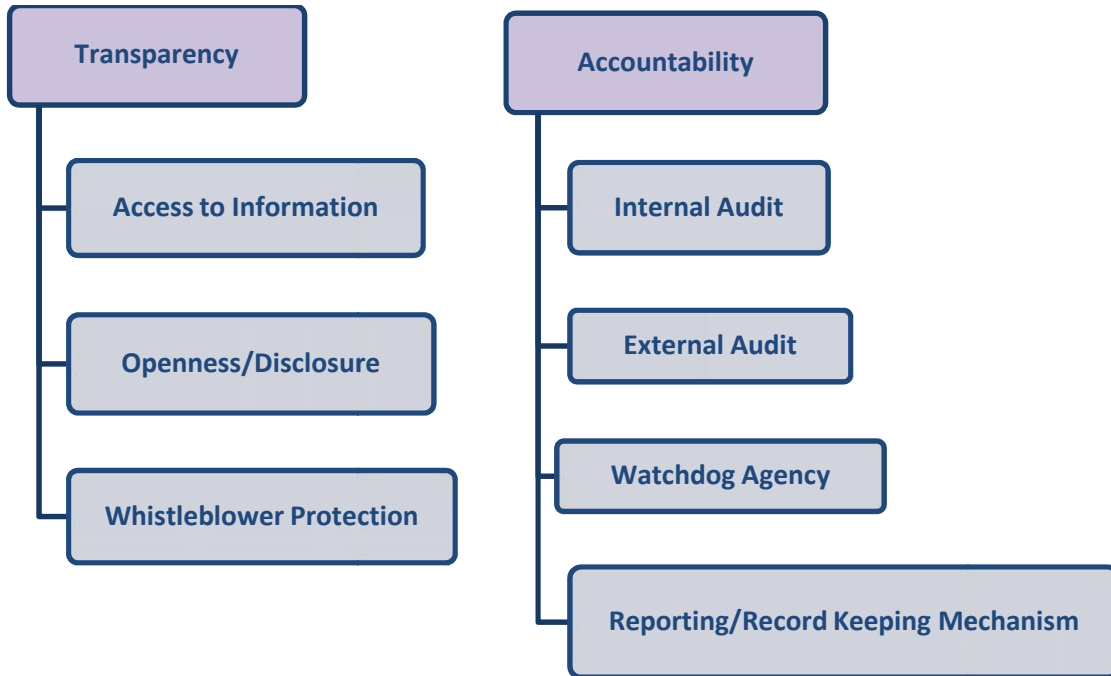 Transparency
Access to Information
Openness/Disclosure
Whistleblower Protection
Accountability
Internal Audit
External Audit
Watchdog Agency
Reporting/Record Keeping Mechanism